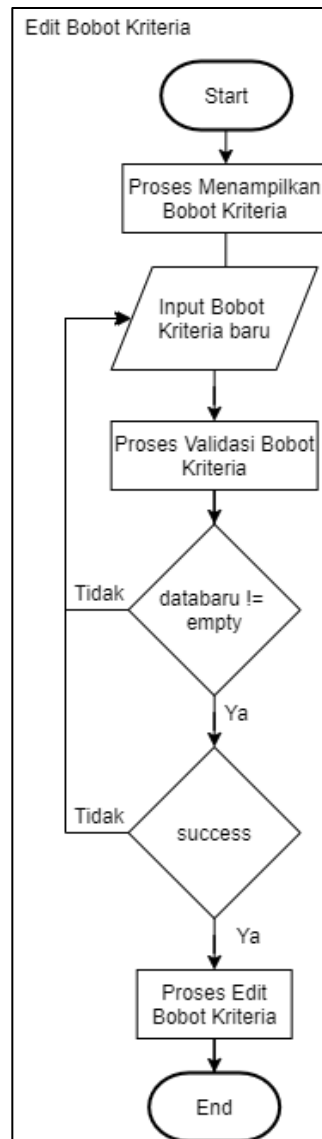 Edit Bobot Kriteria
Start
Proses Menampilkan
Bobot Kriteria
Input Bobot
Kriteria baru
Proses Validasi Bobot
Kriteria
Tidak
databaru !=
empty
Ya
Tidak
success
Ya
Proses Edit
Bobot Kriteria
End